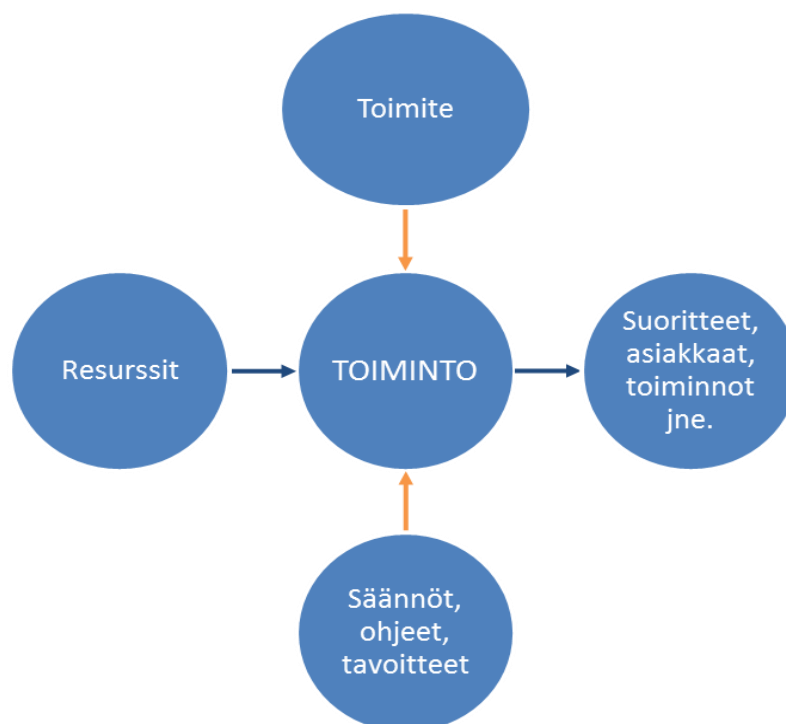 Toimite
Resurssit
TOIMINTO
Suoritteet,
asiakkaat,
toiminnot
jne.
Säännöt,
ohjeet,
tavoitteet